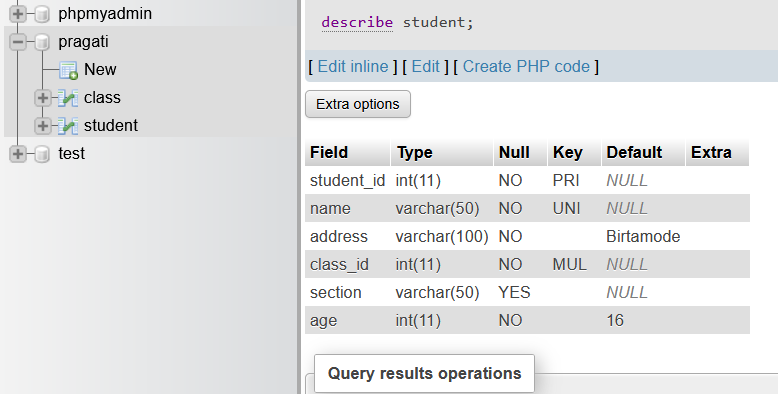 phpmyadmin
pragati
New
class
student
test
describe student;
[ Edit inline ] [ Edit ] [ Create PHP code ]
Extra options
Field Type Null Key Default Extra
student_id int(11) NO PRI NULL
name varchar(50) NO UNI NULL
address varchar(100) NO Birtamode
class_id int(11) NO MUL NULL
section varchar(50) YES NULL
age int(11) NO 16
Query results operations